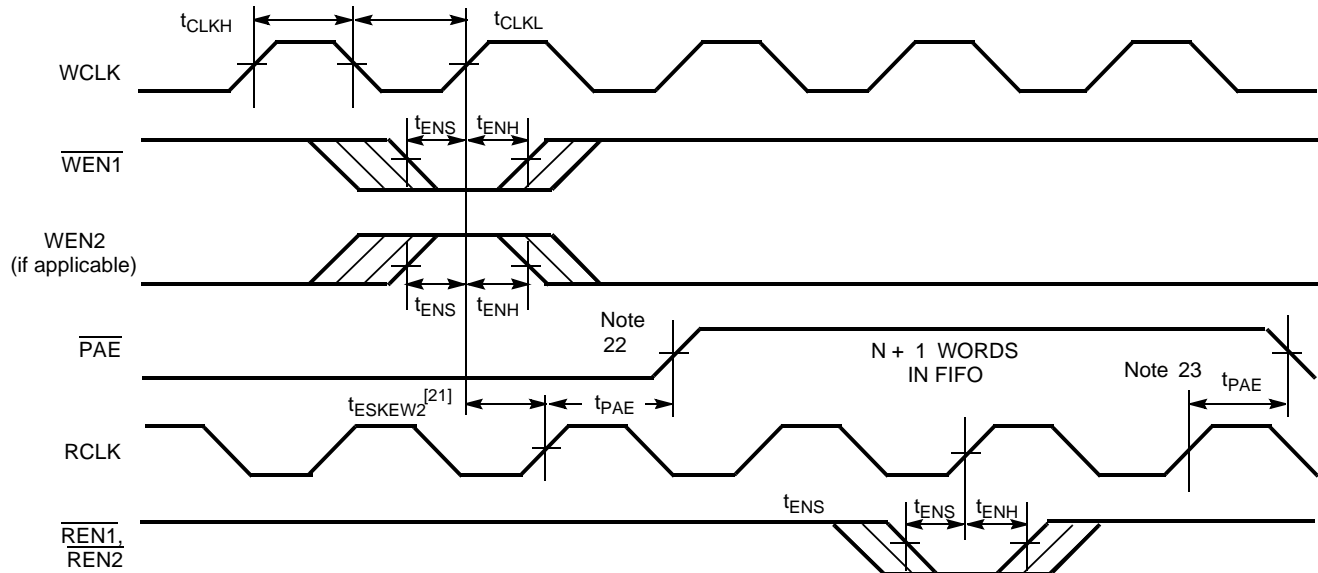 tCLKH
tCLKL
WCLK
tENS
tENH
WEN1
WEN2
(if applicable)
tENS
tENH
Note
22
PAE
N + 1 WORDS
IN FIFO
Note 23
tPAE
tESKEW2[21]
tPAE
RCLK
tENS
tENS
tENH
REN1,
REN2